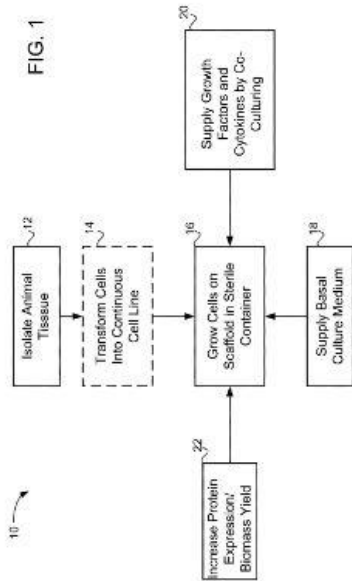 FIG. 1
10
12
Isolate Animal
Tisssue
14
Transform Cells
Into Continuous
Cell Line
22
Increase Protein
Expression/
Biomass Yield
16
Grow Cells on
Scaffold in Sterile
Container
20
Supply Growth
Factors and
Cytokines by Co-
Culturing
18
Supply Basal
Culture Medium